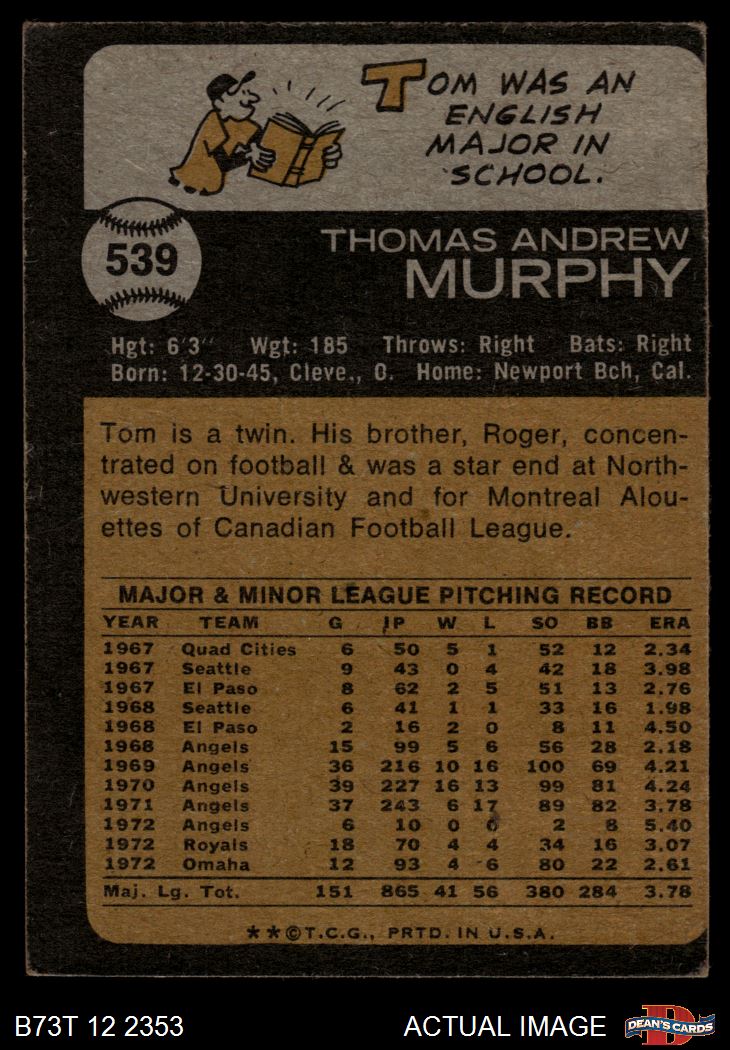 TOM WAS AN
ENGLISH
MAJOR IN
SCHOOL.
539
THOMAS ANDREW
MURPHY
Hgt: 6'3" Wgt: 185 Throws: Right Bats: Right
Born: 12-30-45, Cleve., O. Home: Newport Bch, Cal.
Tom is a twin. His brother, Roger, concen-
trated on football & was a star end at North-
western University and for Montreal Alou-
ettes of Canadian Football League.
MAJOR & MINOR LEAGUE PITCHING RECORD
YEAR TEAM G IP W L SO BB ERA
1967 Quad Cities 6 50 5 1 52 12 2.34
1967 Seattle 9 43 0 4 42 18 3.98
1967 El Paso 8 62 2 5 51 13 2.76
1968 Seattle 6 41 1 1 33 16 1.98
1968 El Paso 2 16 2 0 8 11 4.50
1968 Angels 15 99 5 6 56 28 2.18
1969 Angels 36 216 10 16 100 69 4.21
1970 Angels 39 227 16 13 99 81 4.24
1971 Angels 37 243 6 17 89 82 3.78
1972 Angels 6 10 0 0 2 8 5.40
1972 Royals 18 70 4 4 34 16 3.07
1972 Omaha 12 93 4 6 80 22 2.61
Maj. Lg. Tot. 151 865 41 56 380 284 3.78
**©T.C.G., PRTD. IN U.S.A.
B73T 12 2353 ACTUAL IMAGE D DEAN'S CARDS